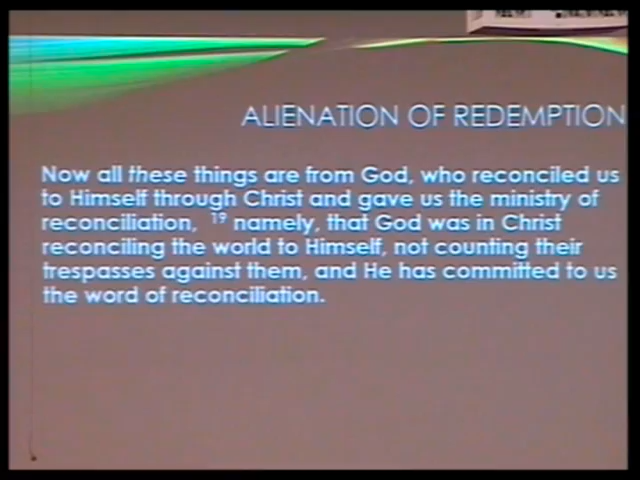 ALIENATION OF REDEMPTION
Now all these things are from God, who reconciled us
to Himself through Christ and gave us the ministry of
reconciliation, ¹⁹ namely, that God was in Christ
reconciling the world to Himself, not counting their
trespasses against them, and He has committed to us
the word of reconciliation.